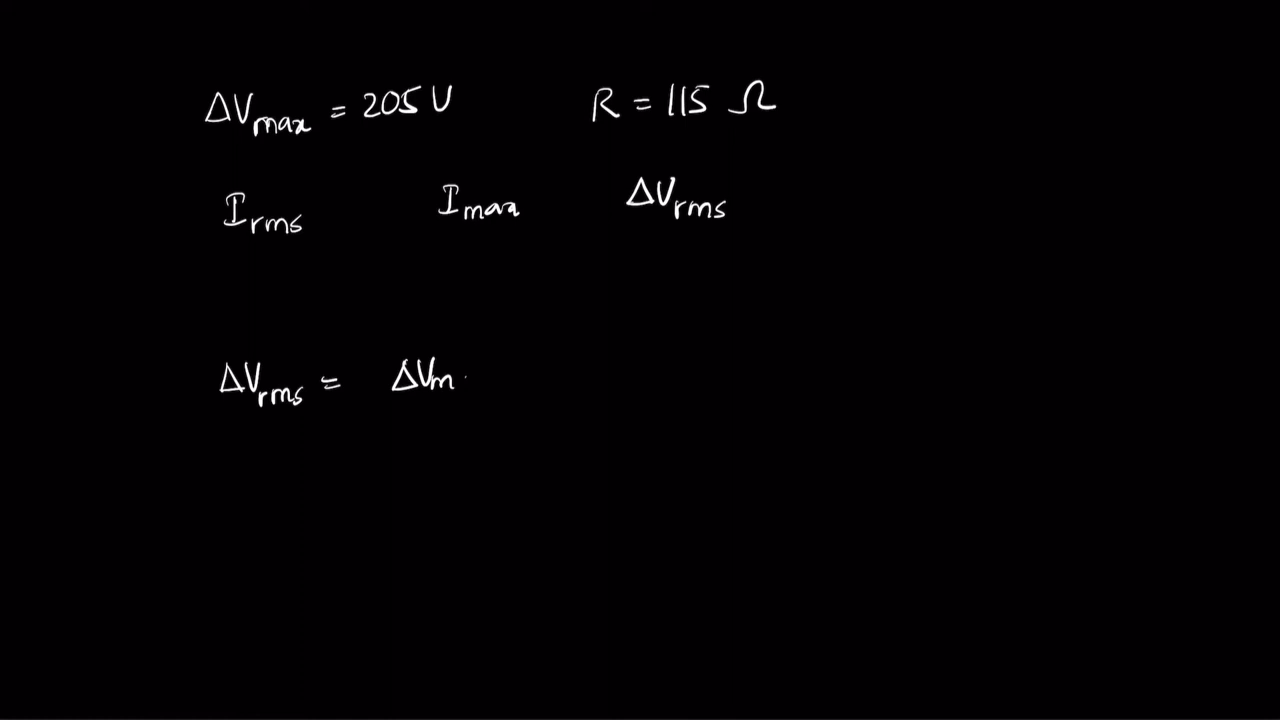 ΔVmax = 205 V R = 115 Ω
Irms Imax ΔVrms
ΔVrms = ΔVm